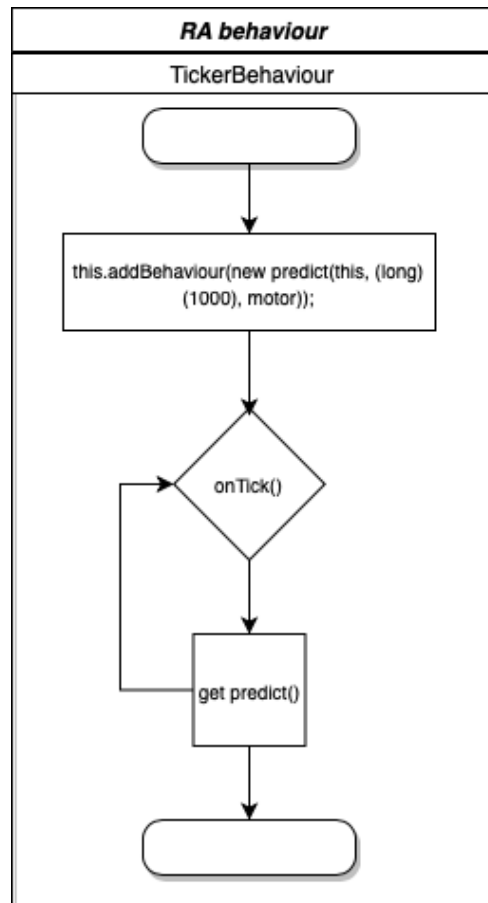 RA behaviour
TickerBehaviour
this.addBehaviour(new predict(this, (long)
(1000), motor));
onTick()
get predict()